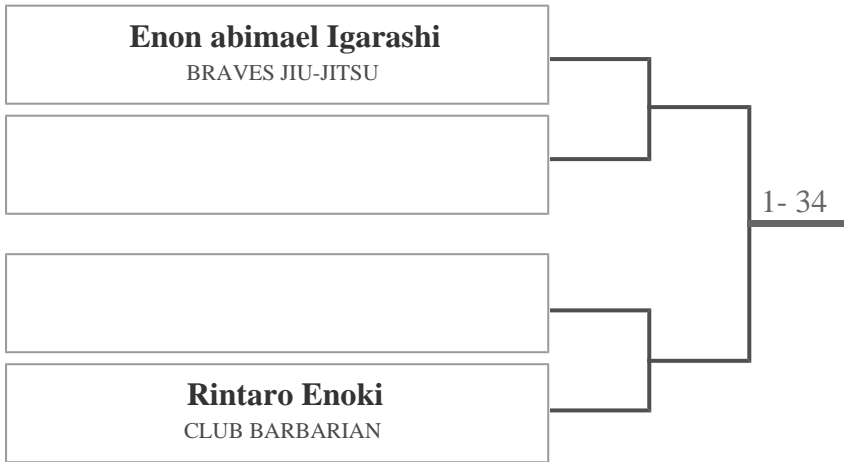 Enon abimael Igarashi
BRAVES JIU-JITSU
1- 34
Rintaro Enoki
CLUB BARBARIAN